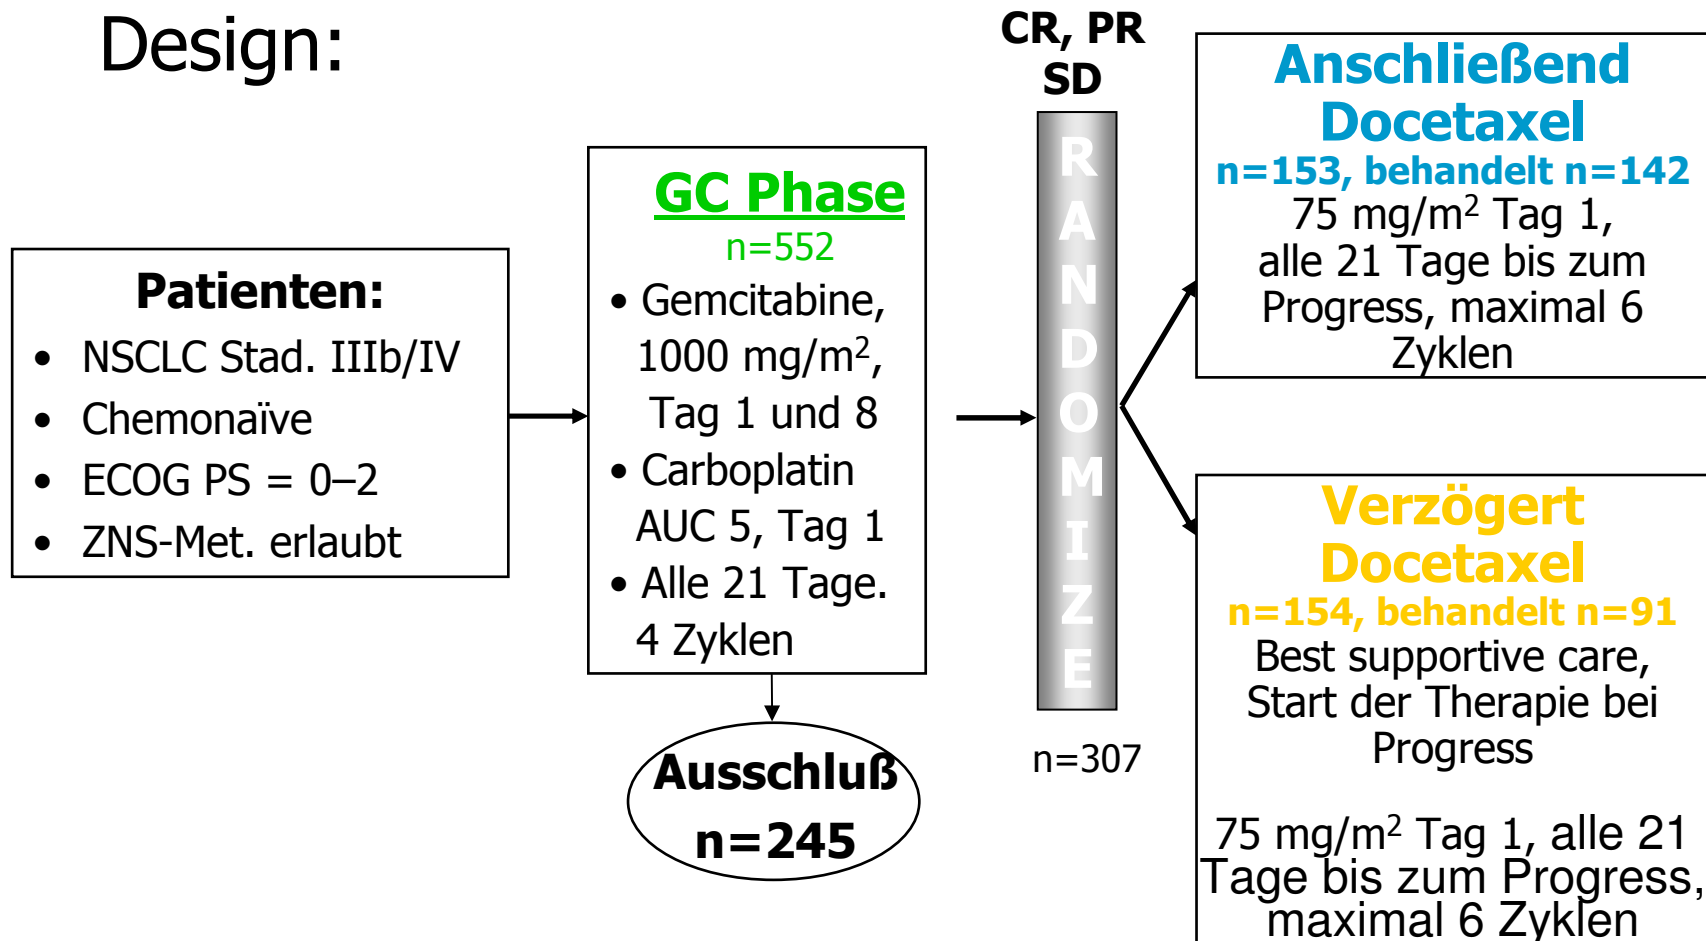 Design:
Patienten:
• NSCLC Stad. IIIb/IV
• Chemonaïve
• ECOG PS = 0–2
• ZNS-Met. erlaubt
GC Phase
n=552
• Gemcitabine,
1000 mg/m²,
Tag 1 und 8
• Carboplatin
AUC 5, Tag 1
• Alle 21 Tage.
4 Zyklen
Ausschluß
n=245
CR, PR
SD
RANDOMIZE
n=307
Anschließend
Docetaxel
n=153, behandelt n=142
75 mg/m² Tag 1,
alle 21 Tage bis zum
Progress, maximal 6
Zyklen
Verzögert
Docetaxel
n=154, behandelt n=91
Best supportive care,
Start der Therapie bei
Progress
75 mg/m² Tag 1, alle 21
Tage bis zum Progress,
maximal 6 Zyklen